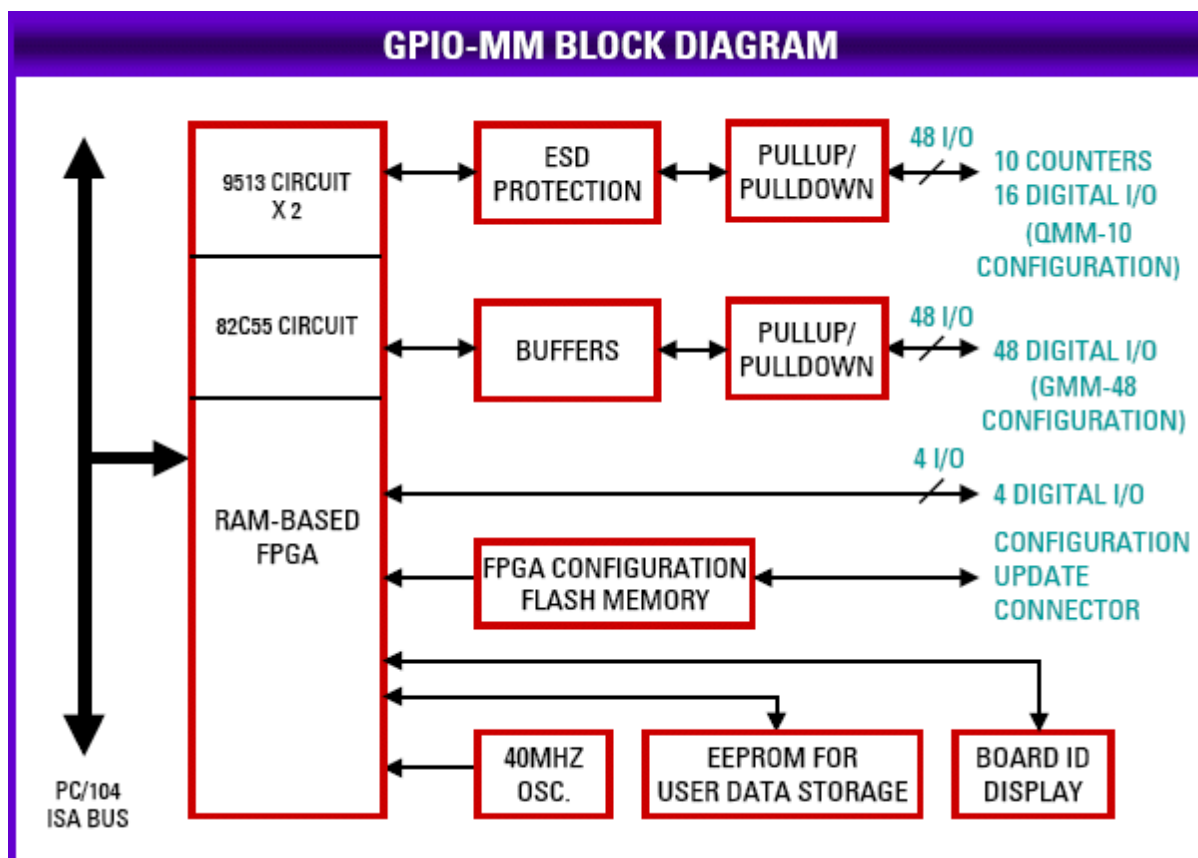 GPIO-MM BLOCK DIAGRAM
9513 CIRCUIT
X 2
ESD
PROTECTION
PULLUP/
PULLDOWN
48 I/O
10 COUNTERS
16 DIGITAL I/O
(QMM-10
CONFIGURATION)
82C55 CIRCUIT
BUFFERS
PULLUP/
PULLDOWN
48 I/O
48 DIGITAL I/O
(GMM-48
CONFIGURATION)
RAM-BASED
FPGA
4 I/O
4 DIGITAL I/O
FPGA CONFIGURATION
FLASH MEMORY
CONFIGURATION
UPDATE
CONNECTOR
40MHZ
OSC.
EEPROM FOR
USER DATA STORAGE
BOARD ID
DISPLAY
PC/104
ISA BUS